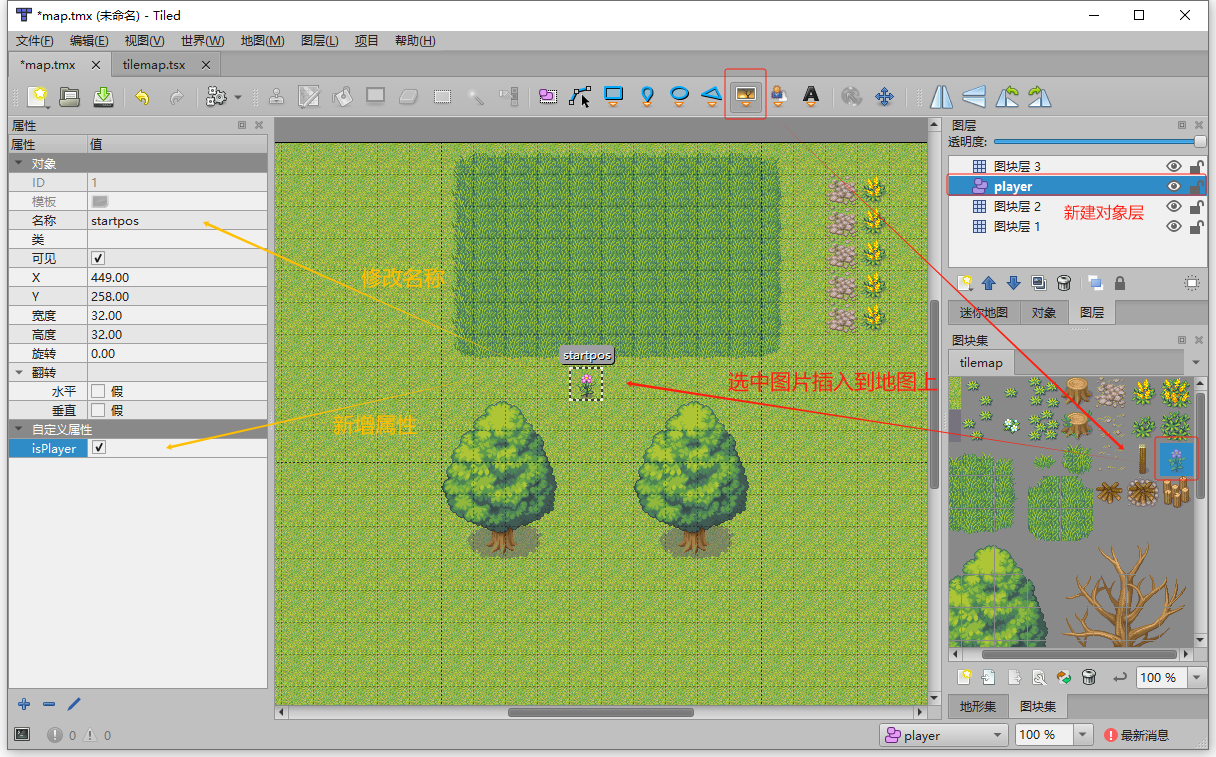 *map.tmx (未命名) - Tiled
文件(F) 编辑(E) 视图(V) 世界(W) 地图(M) 图层(L) 项目 帮助(H)
*map.tmx tilemap.tsx
属性
属性 值
对象
ID 1
模板
名称 startpos
类
可见
X 449.00
Y 258.00
宽度 32.00
高度 32.00
旋转 0.00
翻转
水平 假
垂直 假
自定义属性
isPlayer
修改名称
新增属性
startpos
选中图片插入到地图上
图层
透明度:
图块层 3
player
图块层 2
图块层 1
新建对象层
迷你地图 对象 图层
图块集
tilemap
100 %
地形集 图块集
0 0
player 100 % 最新消息